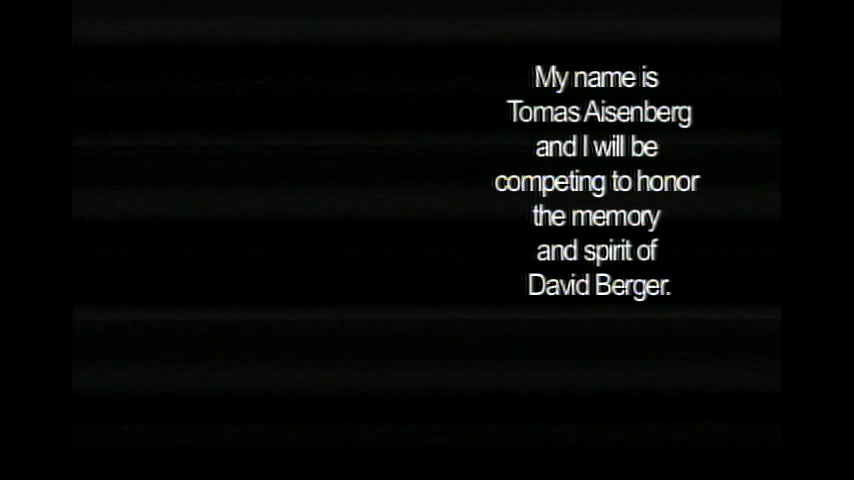 My name is
Tomas Aisenberg
and I will be
competing to honor
the memory
and spirit of
David Berger.